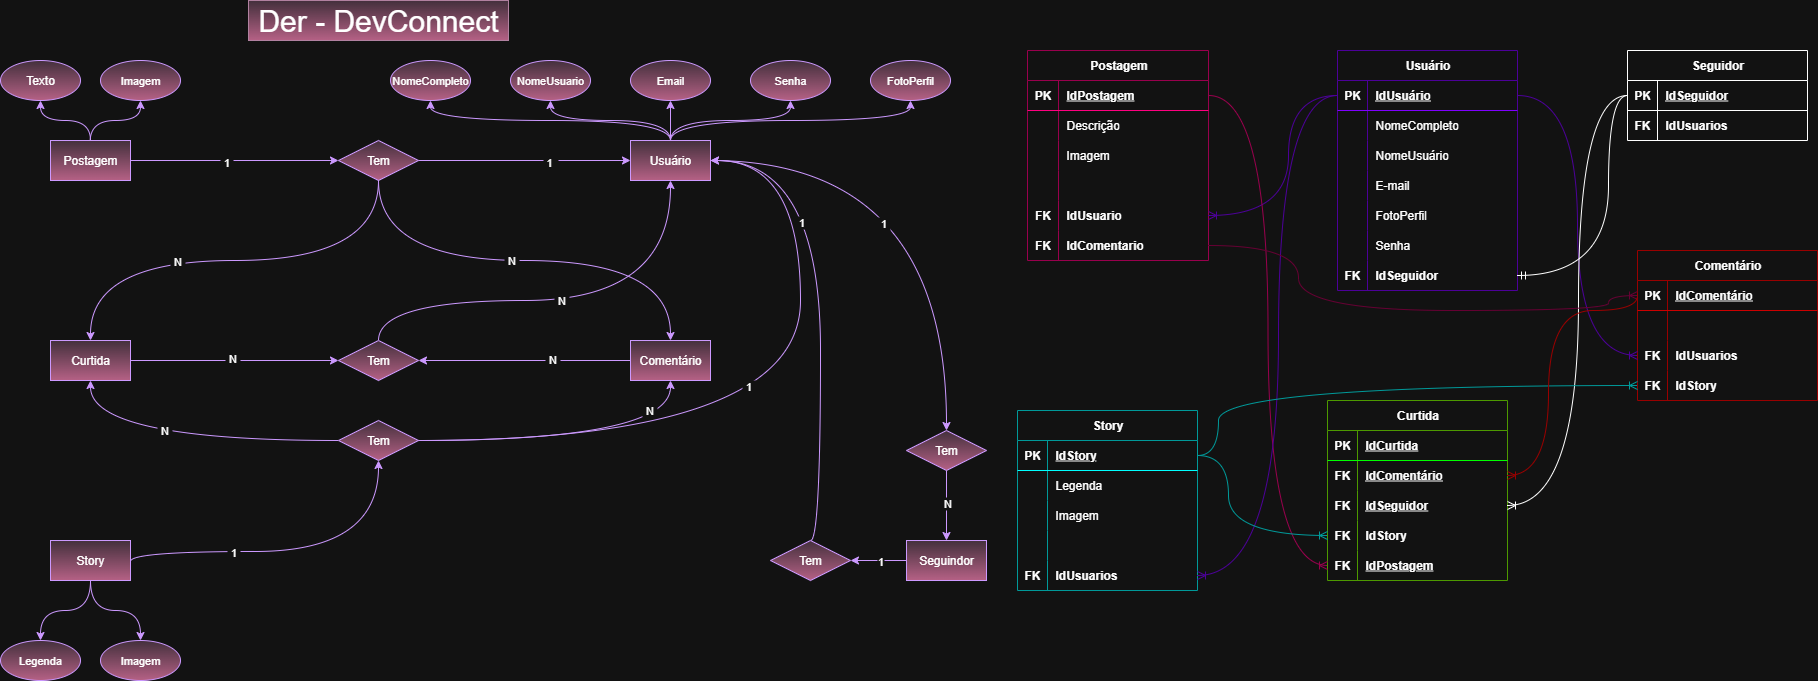 Der - DevConnect
Texto
Imagem
NomeCompleto
NomeUsuario
Email
Senha
FotoPerfil
Postagem
1
Tem
1
Usuário
1
1
N
N
N
Curtida
N
Tem
N
Comentário
1
N
N
Tem
Tem
N
1
Story
Tem
1
Seguindor
Legenda
Imagem
Postagem
PK IdPostagem
Descrição
Imagem
FK IdUsuario
FK IdComentario
Usuário
PK IdUsuário
NomeCompleto
NomeUsuário
E-mail
FotoPerfil
Senha
FK IdSeguidor
Seguidor
PK IdSeguidor
FK IdUsuarios
Comentário
PK IdComentário
FK IdUsuarios
FK IdStory
Story
PK IdStory
Legenda
Imagem
FK IdUsuarios
Curtida
PK IdCurtida
FK IdComentário
FK IdSeguidor
FK IdStory
FK IdPostagem